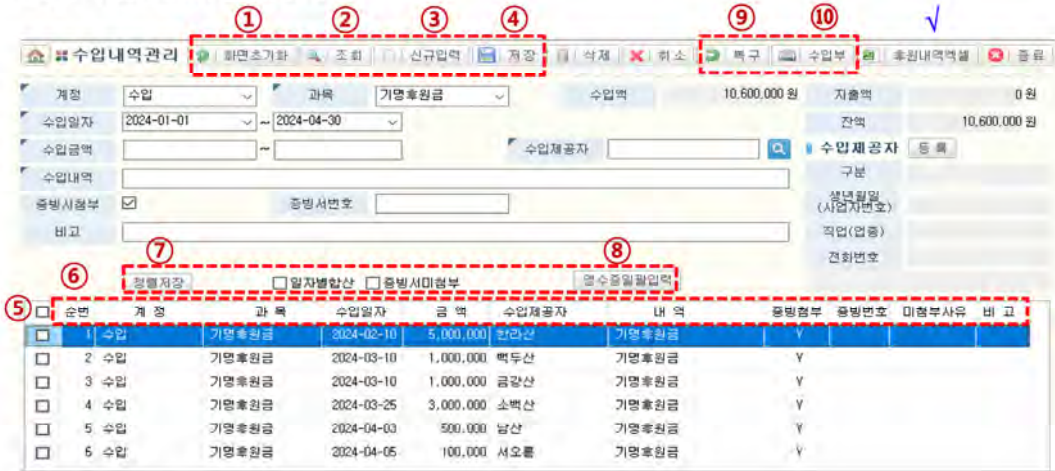 ① ② ③ ④ ⑨ ⑩ √
수입내역관리 화면초기화 조회 신규입력 저장 삭제 취소 복구 수입부 후원내역엑셀 종료
계정 수입 과목 기명후원금 수입액 10,600,000 원 지출액 0 원
수입일자 2024-01-01 ~ 2024-04-30 잔액 10,600,000 원
수입금액 ~ 수입제공자 수입제공자 등 록
수입내역 구분
증빙서첨부 증빙서번호 생년월일
(사업자번호)
비고 직업(업종)
전화번호
⑦ ⑧
⑥ 정렬저장 일자별합산 증빙서미첨부 영수증일괄입력
⑤ 순번 계 정 과 목 수입일자 금 액 수입제공자 내 역 증빙첨부 증빙번호 미첨부사유 비 고
1 수입 기명후원금 2024-02-10 5,000,000 한라산 기명후원금 Y
2 수입 기명후원금 2024-03-10 1,000,000 백두산 기명후원금 Y
3 수입 기명후원금 2024-03-10 1,000,000 금강산 기명후원금 Y
4 수입 기명후원금 2024-03-25 3,000,000 소백산 기명후원금 Y
5 수입 기명후원금 2024-04-03 500,000 남산 기명후원금 Y
6 수입 기명후원금 2024-04-05 100,000 서오릉 기명후원금 Y